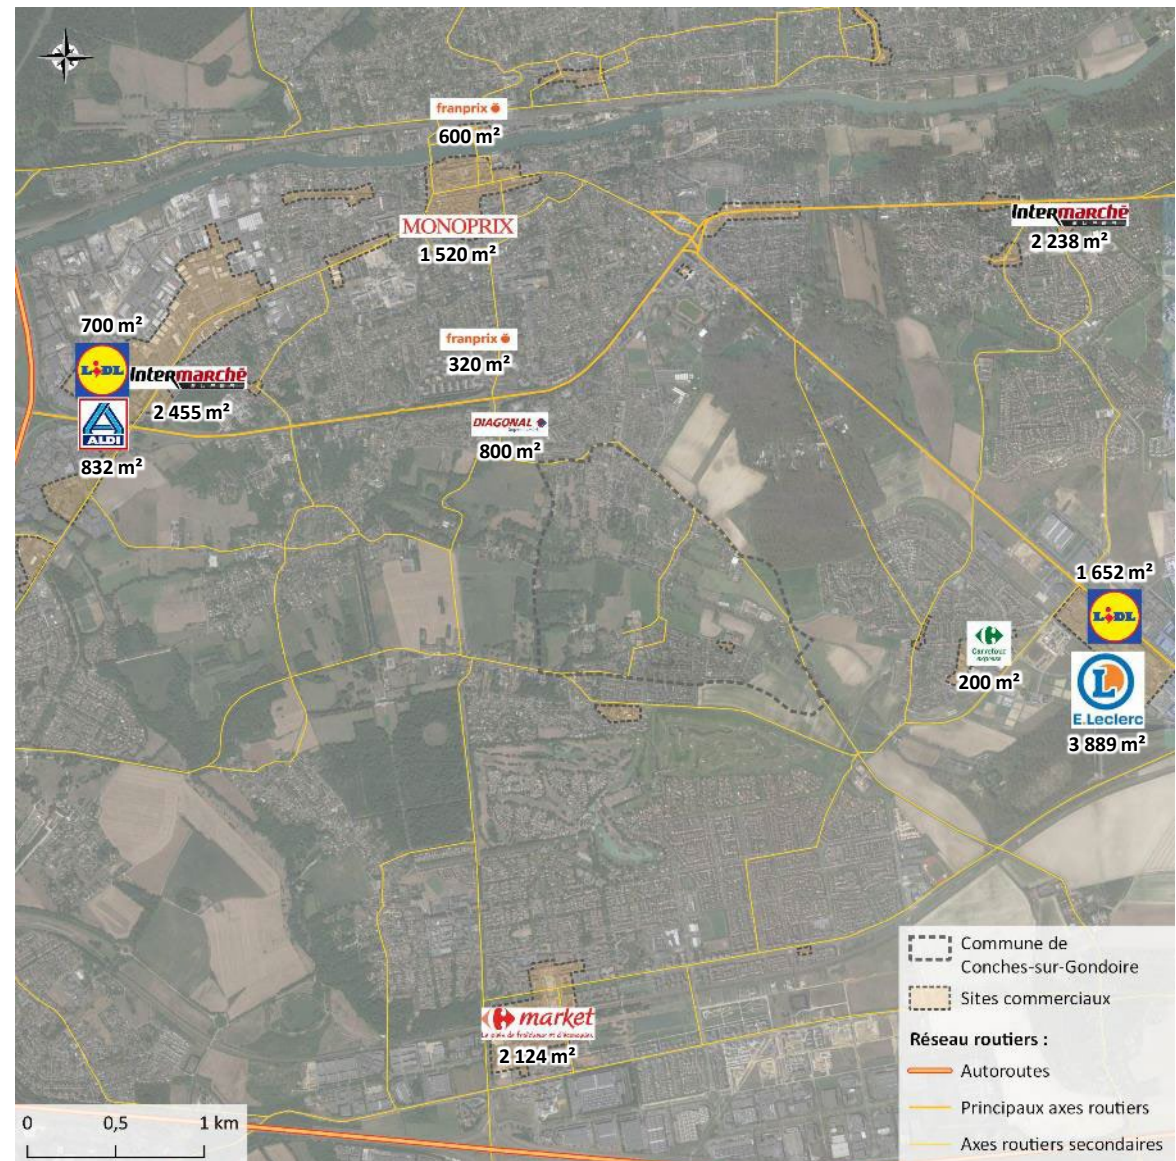 franprix
600 m²
MONOPRIX
1 520 m²
Intermarché
SUPER
2 238 m²
700 m²
LiDL
Intermarché
SUPER
2 455 m²
ALDI
832 m²
franprix
320 m²
DIAGONAL
800 m²
1 652 m²
LiDL
Carrefour
express
200 m²
E.Leclerc
3 889 m²
market
2 124 m²
Commune de
Conches-sur-Gondoire
Sites commerciaux
Réseau routiers :
Autoroutes
Principaux axes routiers
Axes routiers secondaires
0 0,5 1 km